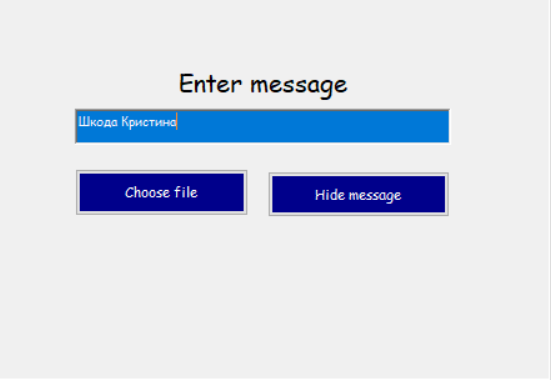 Enter message
Шкода Кристина
Choose file
Hide message